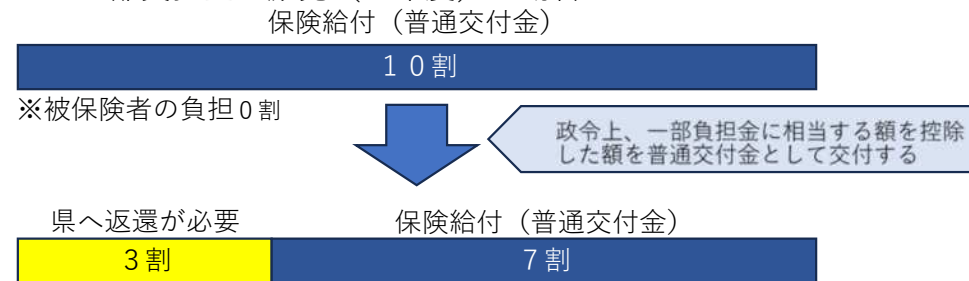 保険給付（普通交付金）
１０割
※被保険者の負担０割
政令上、一部負担金に相当する額を控除
した額を普通交付金として交付する
県へ返還が必要
保険給付（普通交付金）
３割
７割